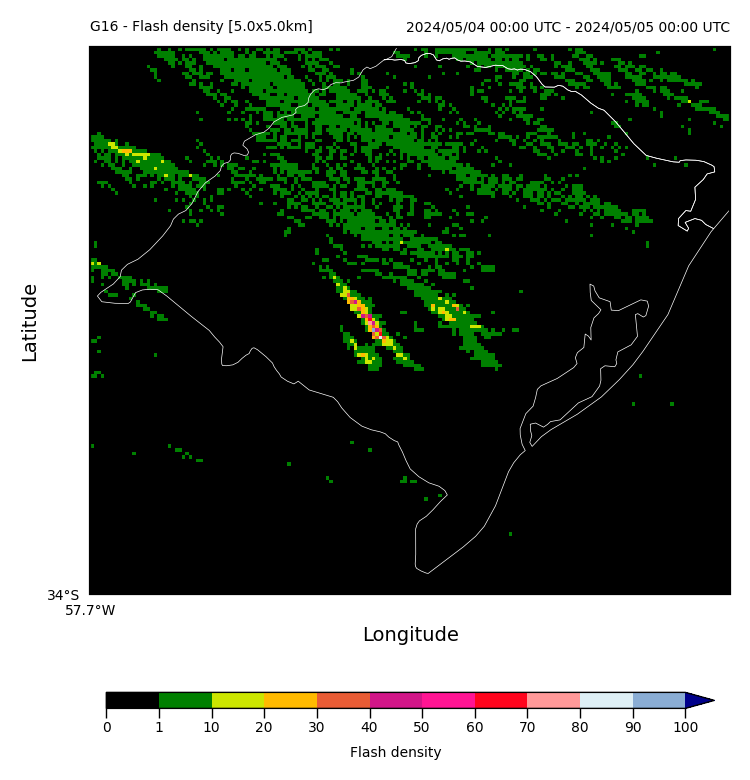 G16 - Flash density [5.0x5.0km]
2024/05/04 00:00 UTC - 2024/05/05 00:00 UTC
Latitude
34°S
57.7°W
Longitude
0 1 10 20 30 40 50 60 70 80 90 100
Flash density